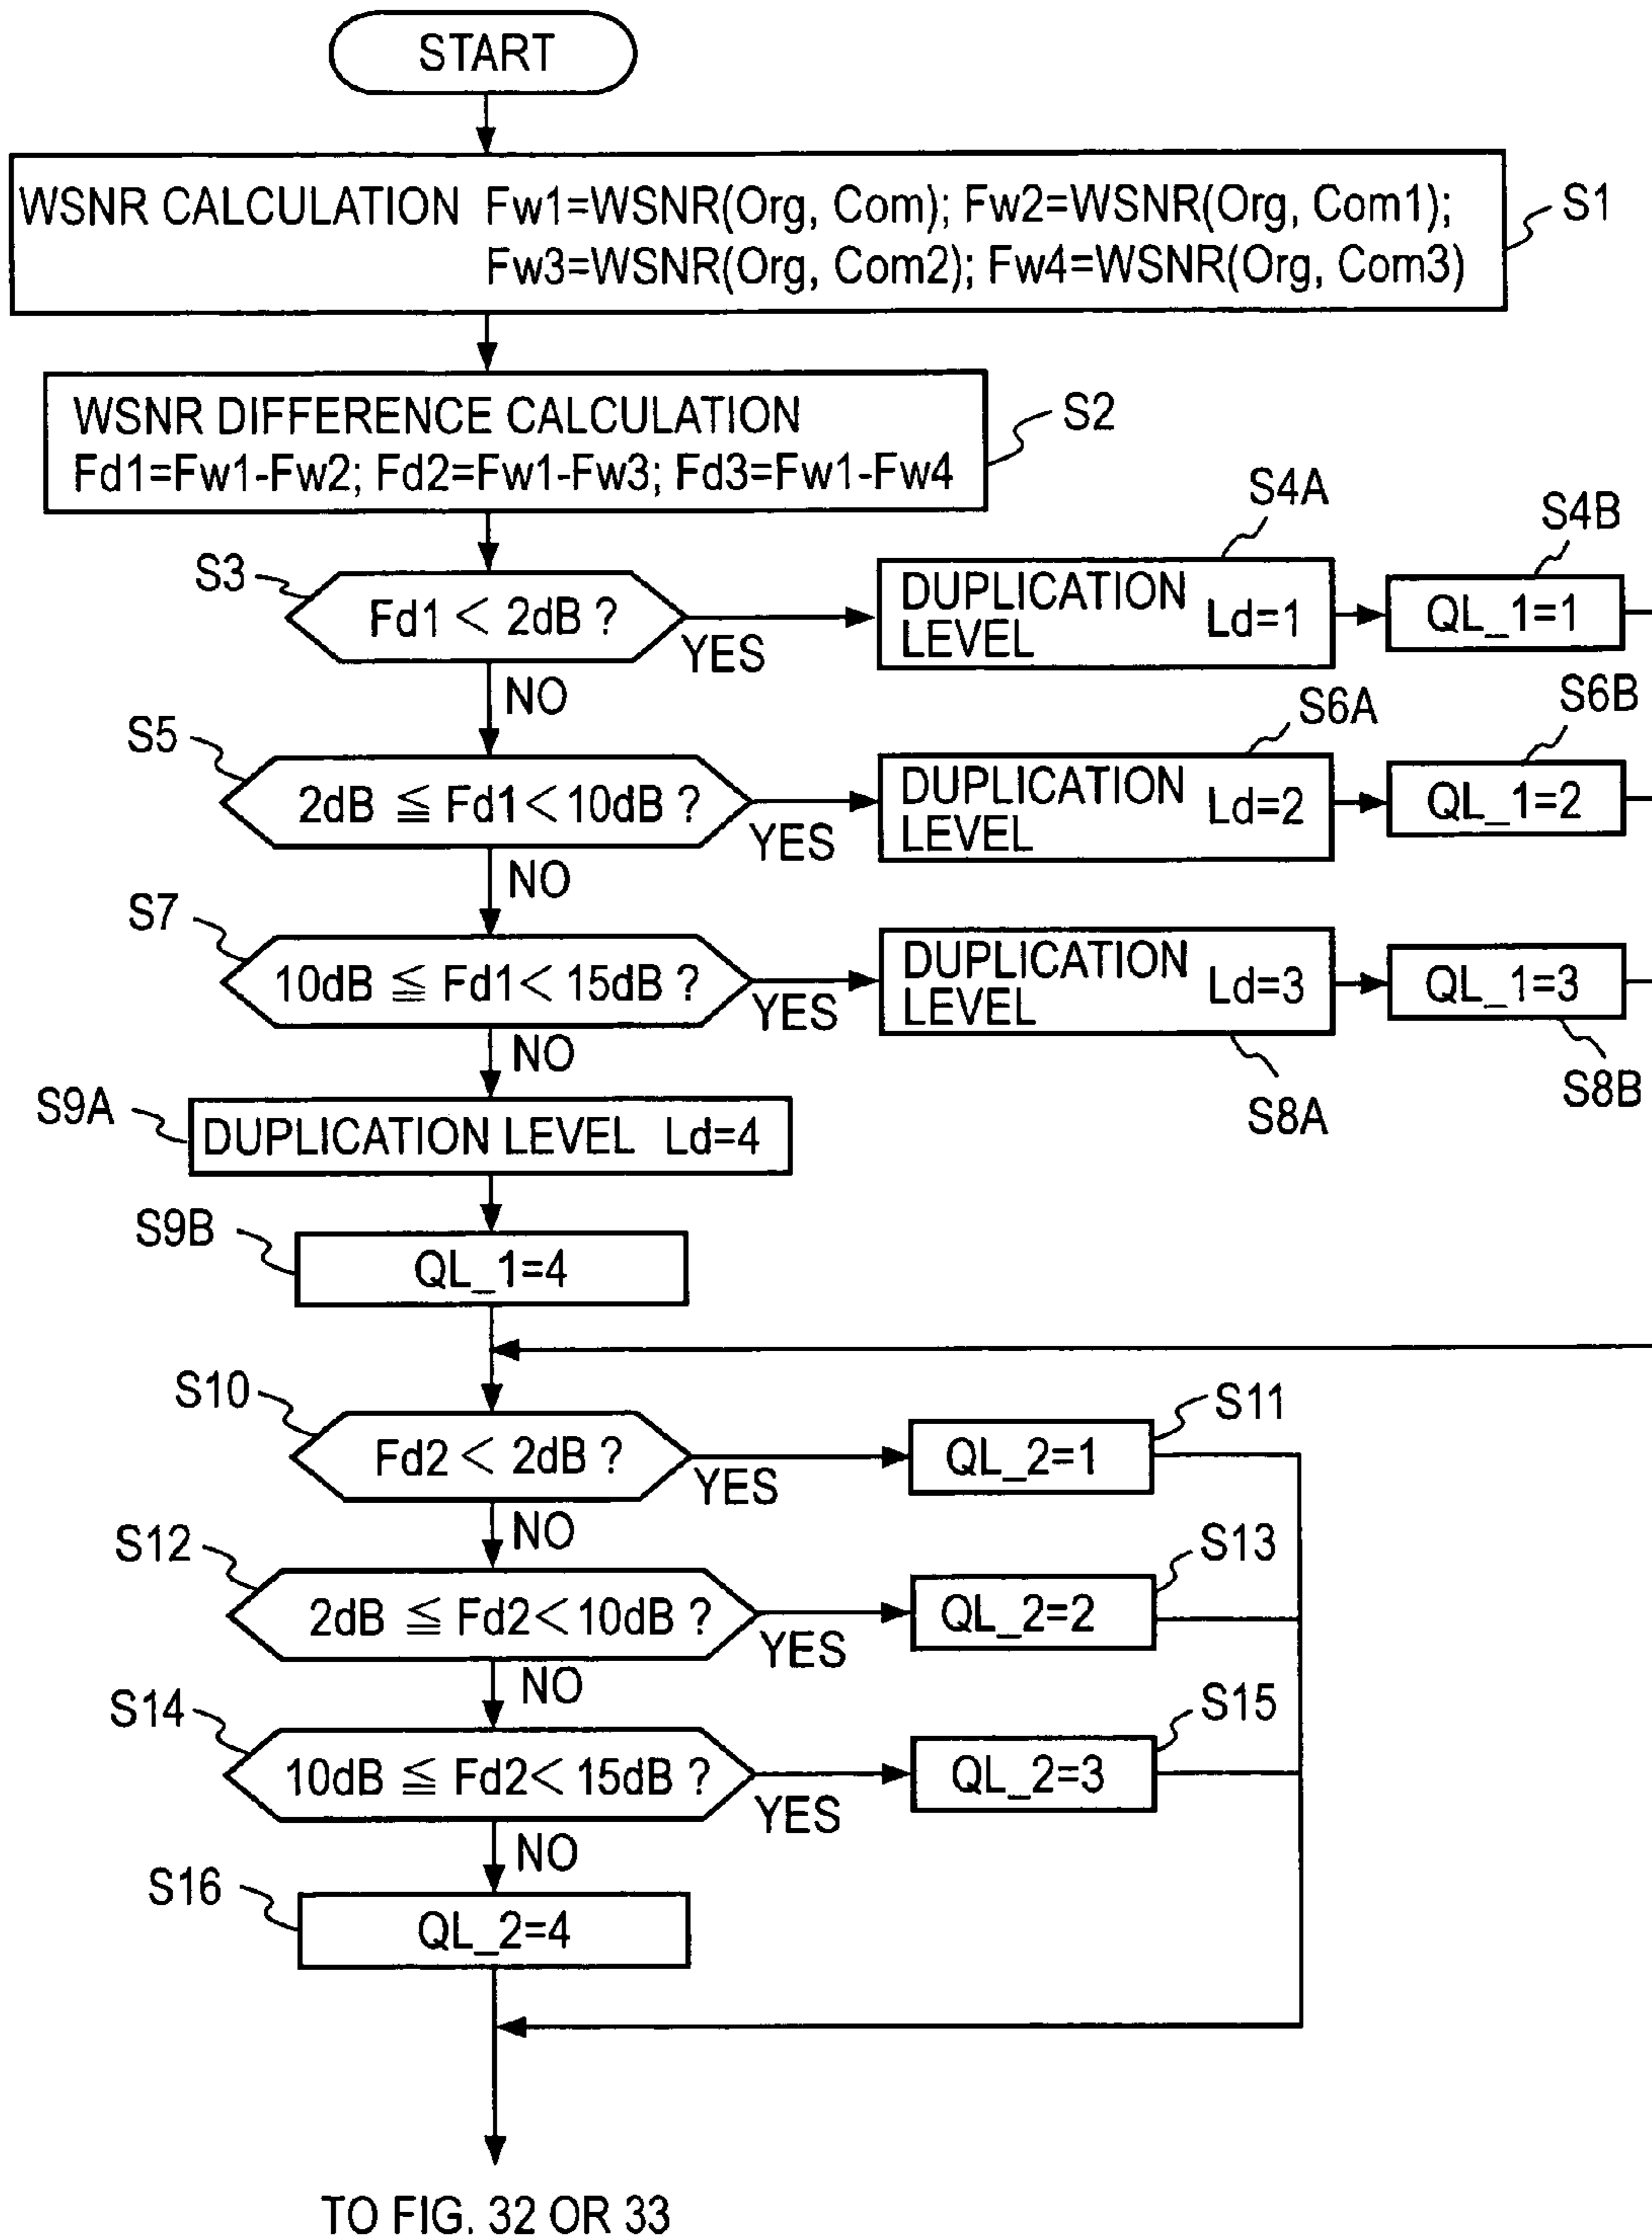 START
WSNR CALCULATION Fw1=WSNR(Org, Com); Fw2=WSNR(Org, Com1);
Fw3=WSNR(Org, Com2); Fw4=WSNR(Org, Com3)
S1
WSNR DIFFERENCE CALCULATION
Fd1=Fw1-Fw2; Fd2=Fw1-Fw3; Fd3=Fw1-Fw4
S2
S3
Fd1 < 2dB ?
YES
NO
S4A
DUPLICATION
LEVEL
Ld=1
S4B
QL_1=1
S5
2dB ≦ Fd1 < 10dB ?
YES
NO
S6A
DUPLICATION
LEVEL
Ld=2
S6B
QL_1=2
S7
10dB ≦ Fd1 < 15dB ?
YES
NO
DUPLICATION
LEVEL
Ld=3
S8A
QL_1=3
S8B
S9A
DUPLICATION LEVEL Ld=4
S9B
QL_1=4
S10
Fd2 < 2dB ?
YES
NO
S11
QL_2=1
S12
2dB ≦ Fd2 < 10dB ?
YES
NO
S13
QL_2=2
S14
10dB ≦ Fd2 < 15dB ?
YES
NO
S15
QL_2=3
S16
QL_2=4
TO FIG. 32 OR 33